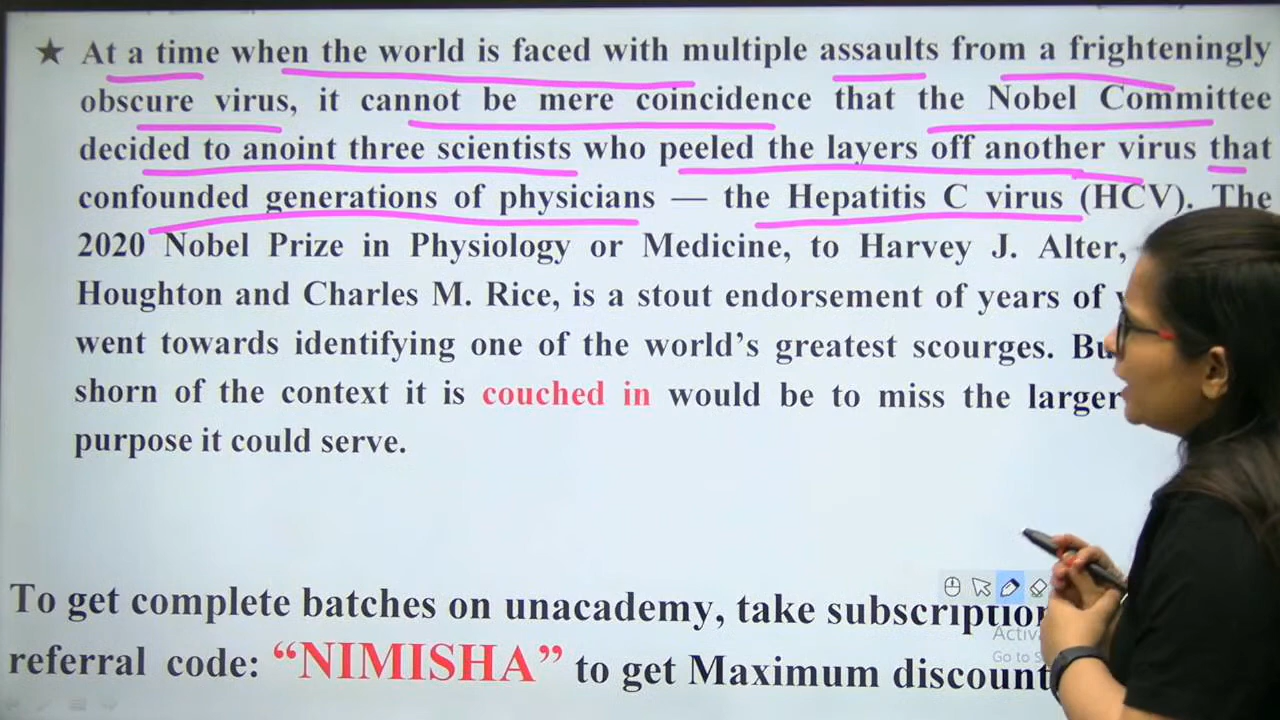 ★ At a time when the world is faced with multiple assaults from a frighteningly
obscure virus, it cannot be mere coincidence that the Nobel Committee
decided to anoint three scientists who peeled the layers off another virus that
confounded generations of physicians — the Hepatitis C virus (HCV). The
2020 Nobel Prize in Physiology or Medicine, to Harvey J. Alter,
Houghton and Charles M. Rice, is a stout endorsement of years of
went towards identifying one of the world's greatest scourges.
shorn of the context it is couched in would be to miss the larger
purpose it could serve.
To get complete batches on unacademy, take subscription
referral code: “NIMISHA” to get Maximum discount
Go to